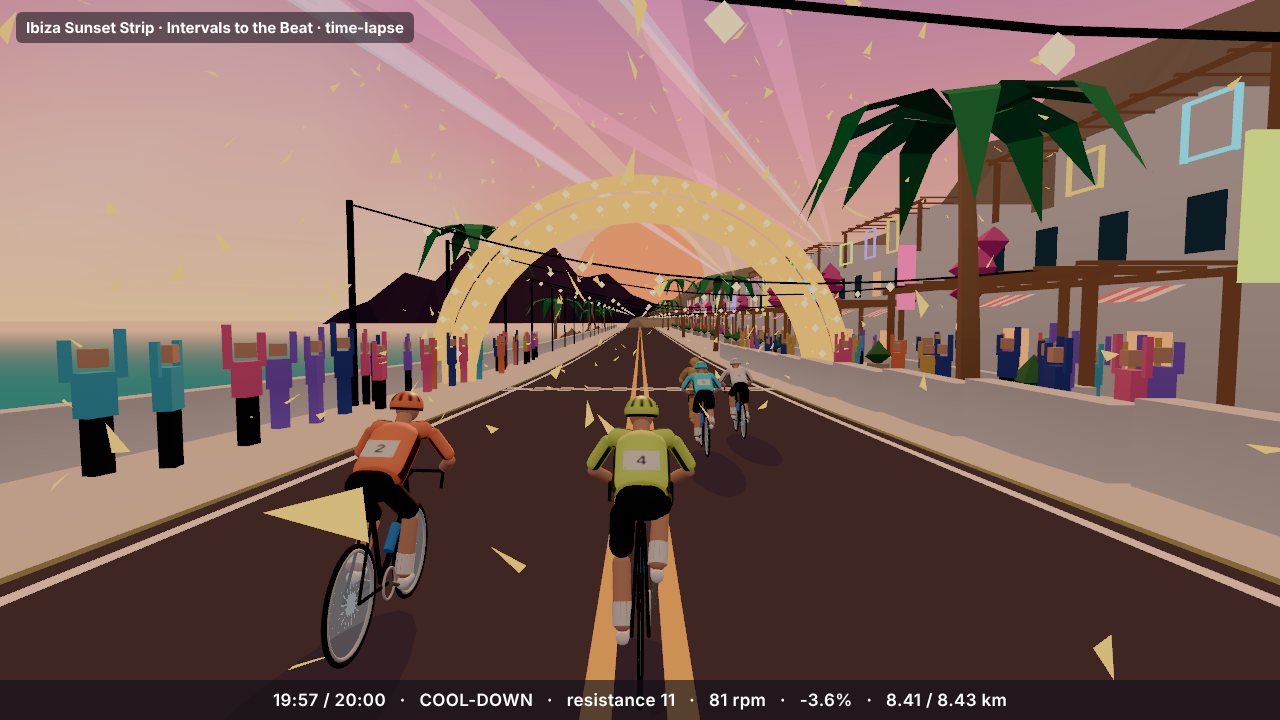 Ibiza Sunset Strip · Intervals to the Beat · time-lapse
2
4
19:57 / 20:00 · COOL-DOWN · resistance 11 · 81 rpm · -3.6% · 8.41 / 8.43 km